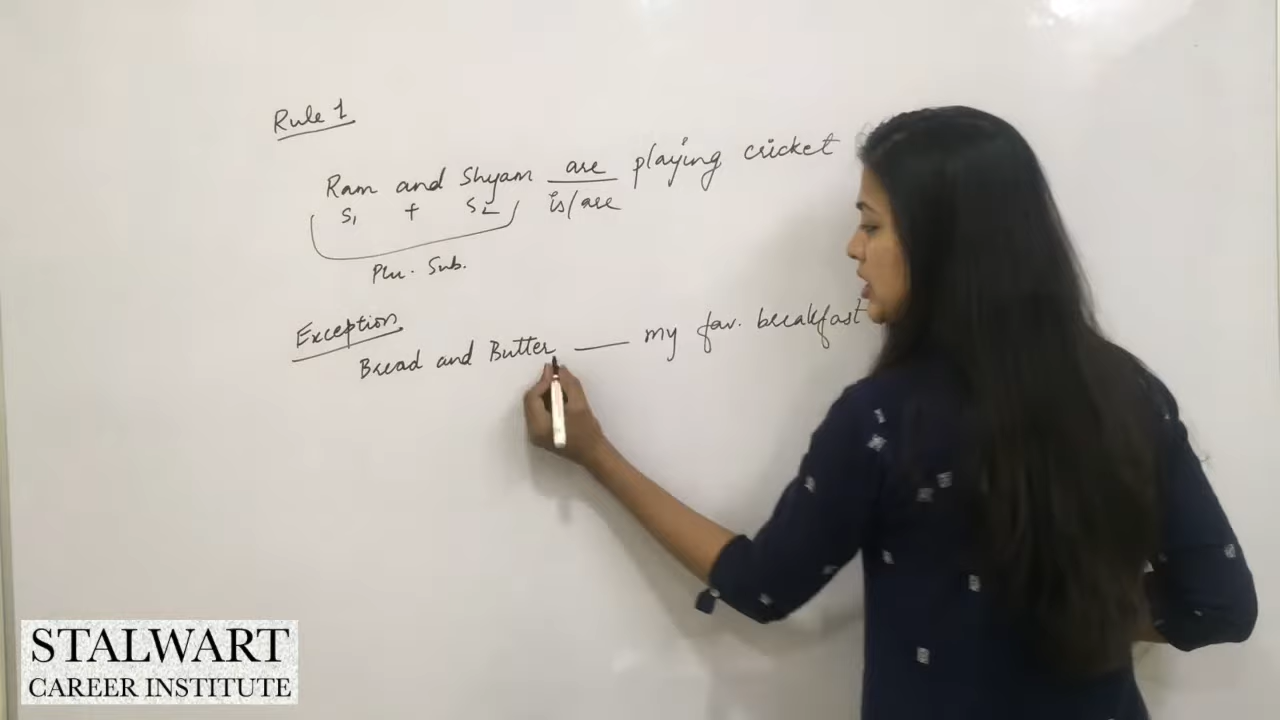 Rule 1
Ram and Shyam are playing cricket
S1 + S2 is/are
Plu. Sub.
Exception
Bread and Butter ___ my fav. breakfast
STALWART
CAREER INSTITUTE